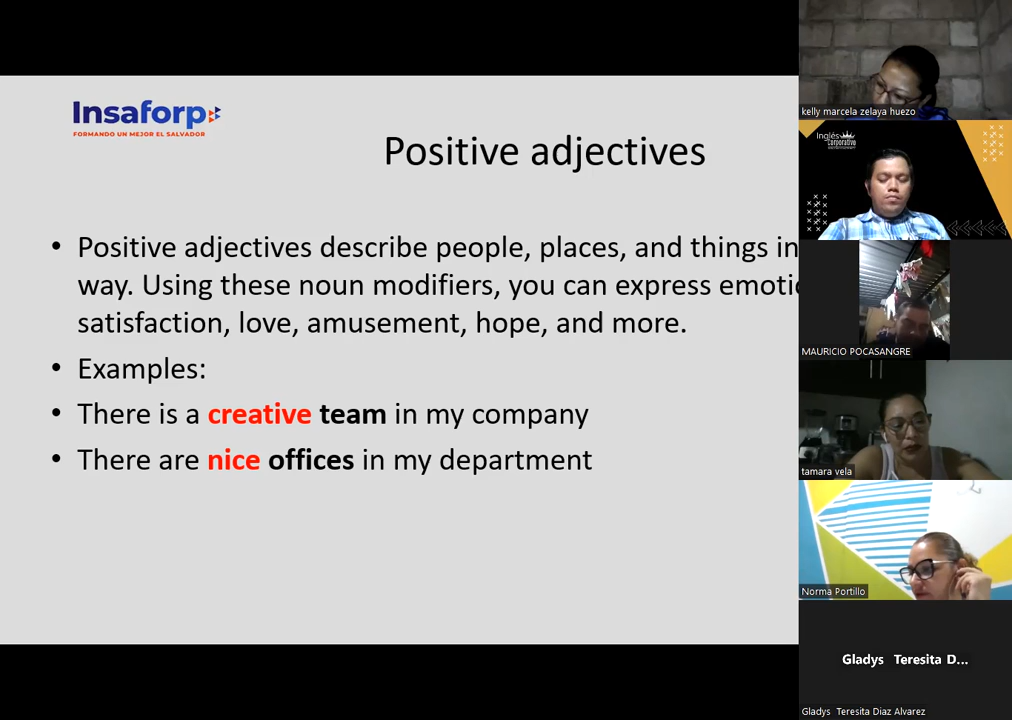 Insaforp
FORMANDO UN MEJOR EL SALVADOR
Positive adjectives
• Positive adjectives describe people, places, and things in
way. Using these noun modifiers, you can express emotio
satisfaction, love, amusement, hope, and more.
• Examples:
• There is a creative team in my company
• There are nice offices in my department
kelly marcela zelaya huezo
Inglés
Corporativo
MAURICIO POCASANGRE
tamara vela
Norma Portillo
Gladys Teresita D...
Gladys Teresita Diaz Alvarez